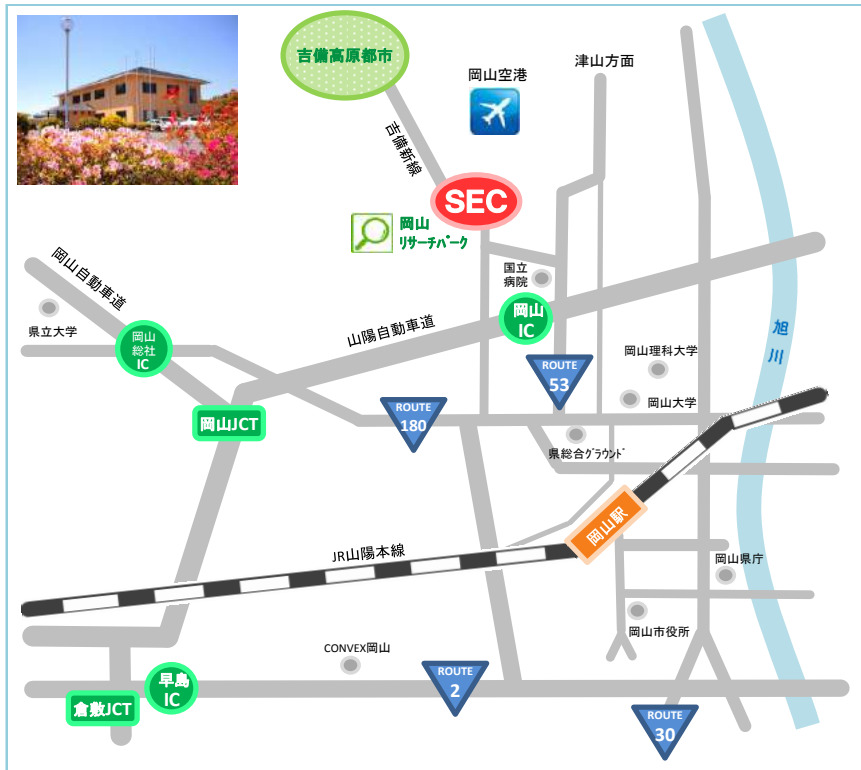 吉備高原都市
岡山空港
津山方面
吉備新線
SEC
岡山
ﾘｻｰﾁﾊﾟｰｸ
国立
病院
岡山自動車道
県立大学
岡山
総社
IC
山陽自動車道
岡山
IC
旭川
岡山理科大学
ROUTE
53
岡山大学
ROUTE
180
岡山JCT
県総合ｸﾞﾗｳﾝﾄﾞ
岡山駅
JR山陽本線
岡山県庁
岡山市役所
CONVEX岡山
早島
IC
ROUTE
2
倉敷JCT
ROUTE
30